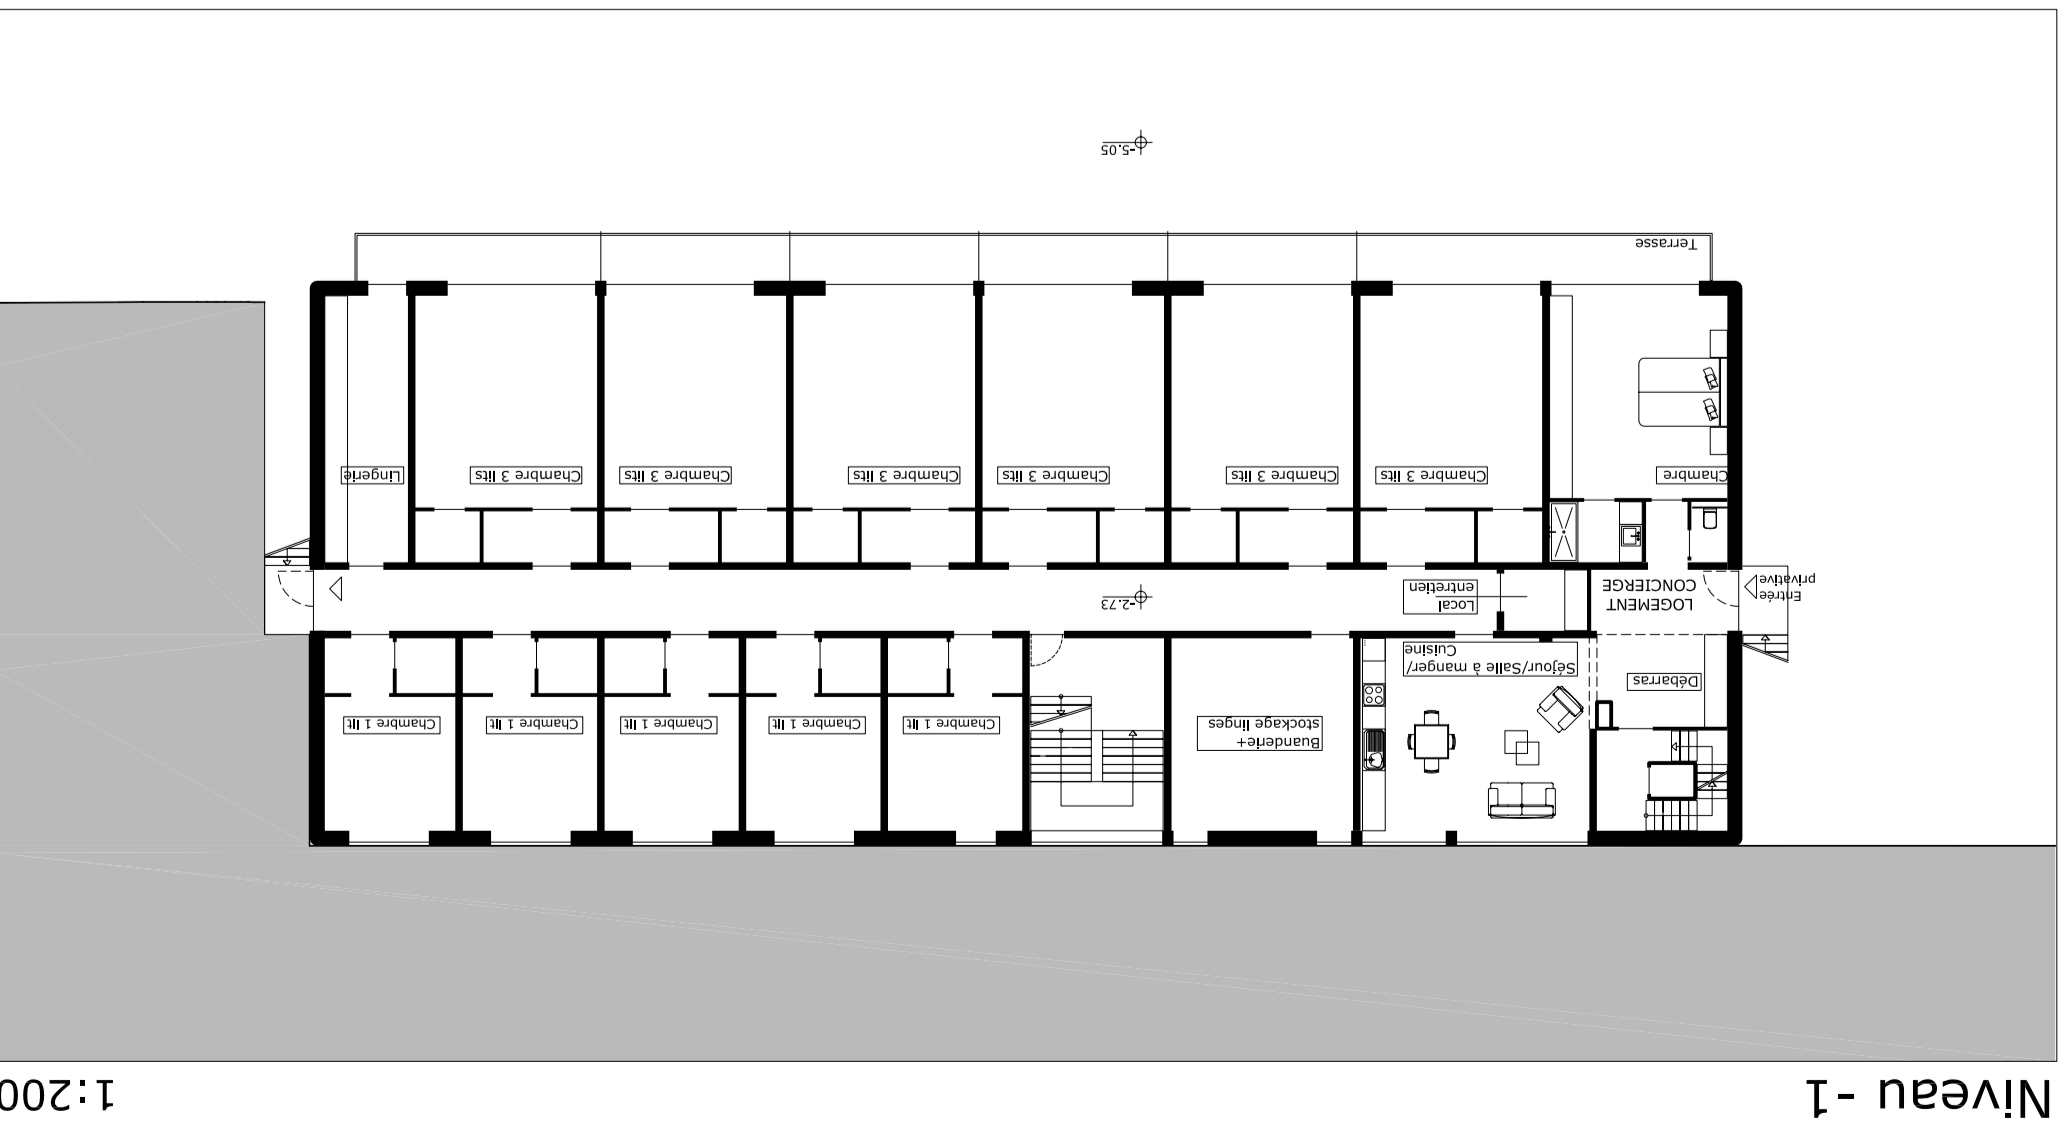 Niveau -1
1:200
Buanderie+
stockage linges
Chambre 1 lit
Chambre 1 lit
Chambre 1 lit
Chambre 1 lit
Chambre 1 lit
Débarras
Séjour/Salle à manger/
Cuisine
Entrée
privative
LOGEMENT
CONCIERGE
Local
entretien
-2.73
Chambre
Chambre 3 lits
Chambre 3 lits
Chambre 3 lits
Chambre 3 lits
Chambre 3 lits
Chambre 3 lits
Lingerie
Terrasse
-5.05